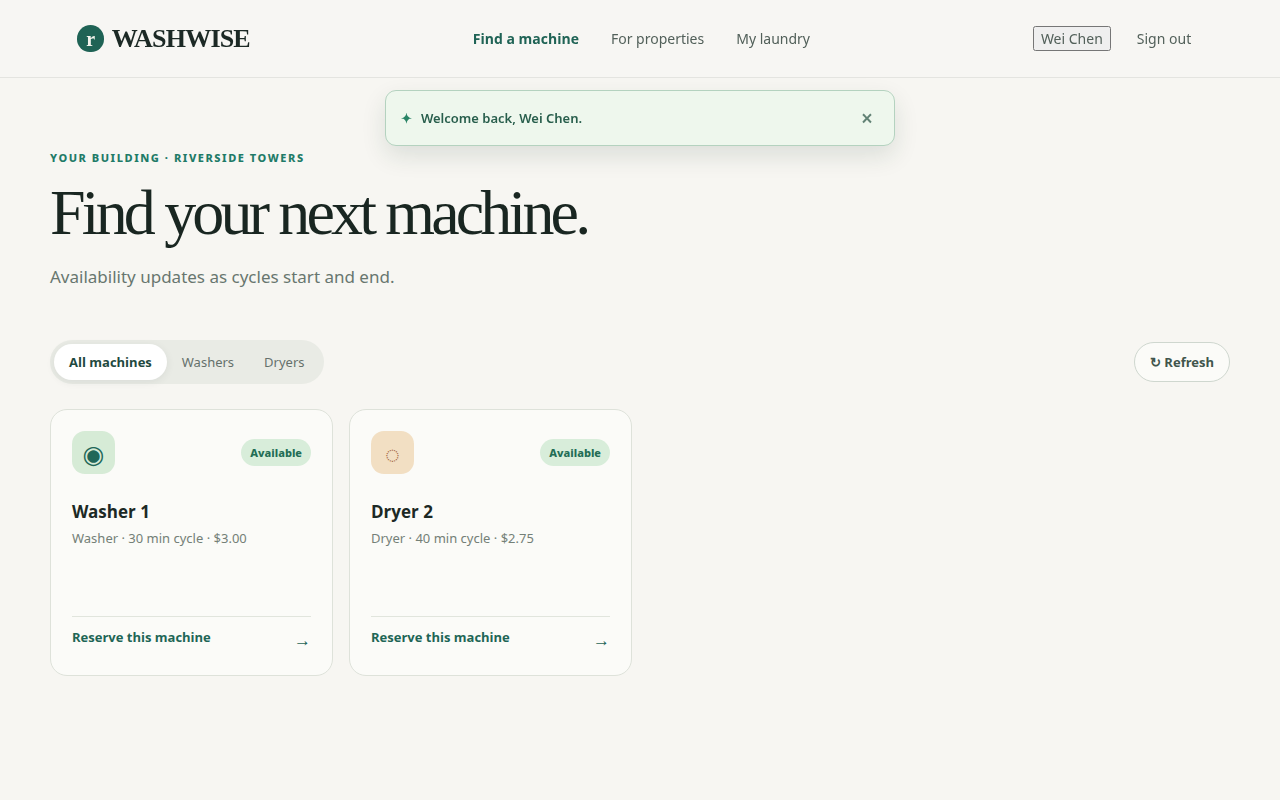 r WASHWISE
Find a machine
For properties
My laundry
Wei Chen
Sign out
✦ Welcome back, Wei Chen. ×
YOUR BUILDING · RIVERSIDE TOWERS
Find your next machine.
Availability updates as cycles start and end.
All machines
Washers
Dryers
↻ Refresh
Available
Washer 1
Washer · 30 min cycle · $3.00
Reserve this machine →
Available
Dryer 2
Dryer · 40 min cycle · $2.75
Reserve this machine →